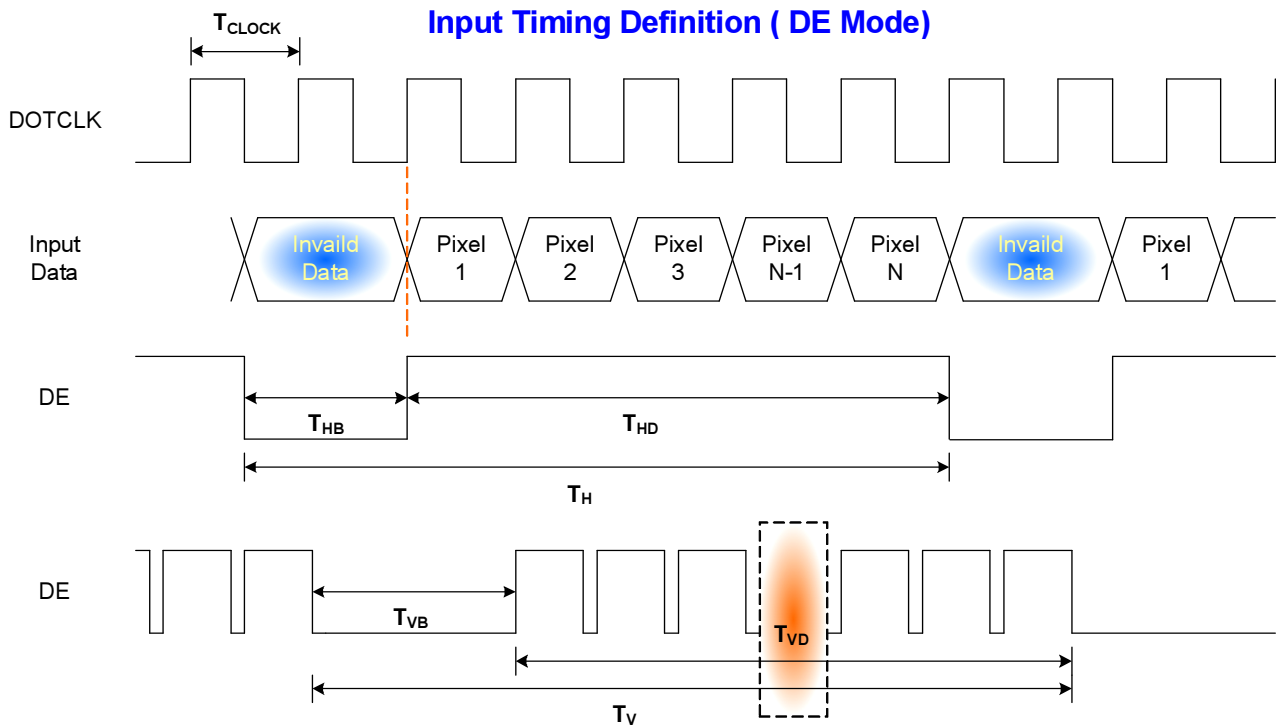 Input Timing Definition ( DE Mode)
TCLOCK
DOTCLK
Input
Data
Invaild
Data
Pixel
1
Pixel
2
Pixel
3
Pixel
N-1
Pixel
N
Invaild
Data
Pixel
1
DE
THB
THD
TH
DE
TVB
TVD
TV